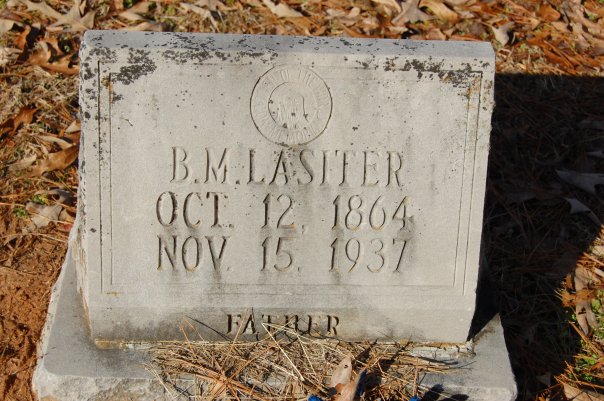 B.M. LASITER
OCT. 12, 1864
NOV. 15, 1937
FATHER